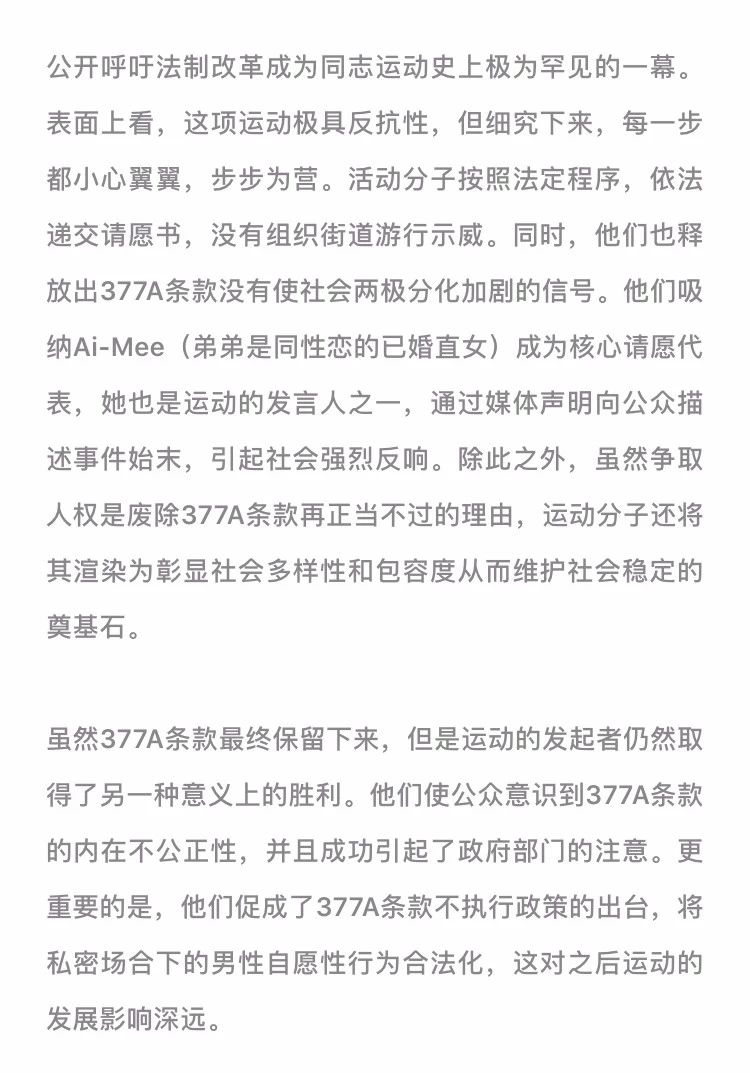 公开呼吁法制改革成为同志运动史上极为罕见的一幕。
表面上看，这项运动极具反抗性，但细究下来，每一步
都小心翼翼，步步为营。活动分子按照法定程序，依法
递交请愿书，没有组织街道游行示威。同时，他们也释
放出377A条款没有使社会两极分化加剧的信号。他们吸
纳Ai-Mee（弟弟是同性恋的已婚直女）成为核心请愿代
表，她也是运动的发言人之一，通过媒体声明向公众描
述事件始末，引起社会强烈反响。除此之外，虽然争取
人权是废除377A条款再正当不过的理由，运动分子还将
其渲染为彰显社会多样性和包容度从而维护社会稳定的
奠基石。
虽然377A条款最终保留下来，但是运动的发起者仍然取
得了另一种意义上的胜利。他们使公众意识到377A条款
的内在不公正性，并且成功引起了政府部门的注意。更
重要的是，他们促成了377A条款不执行政策的出台，将
私密场合下的男性自愿性行为合法化，这对之后运动的
发展影响深远。